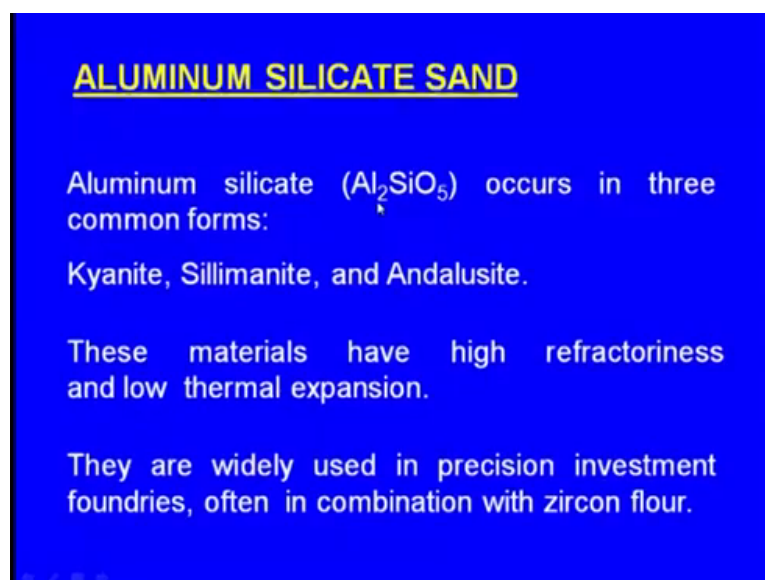 ALUMINUM SILICATE SAND
Aluminum silicate (Al₂SiO₅) occurs in three
common forms:
Kyanite, Sillimanite, and Andalusite.
These materials have high refractoriness
and low thermal expansion.
They are widely used in precision investment
foundries, often in combination with zircon flour.